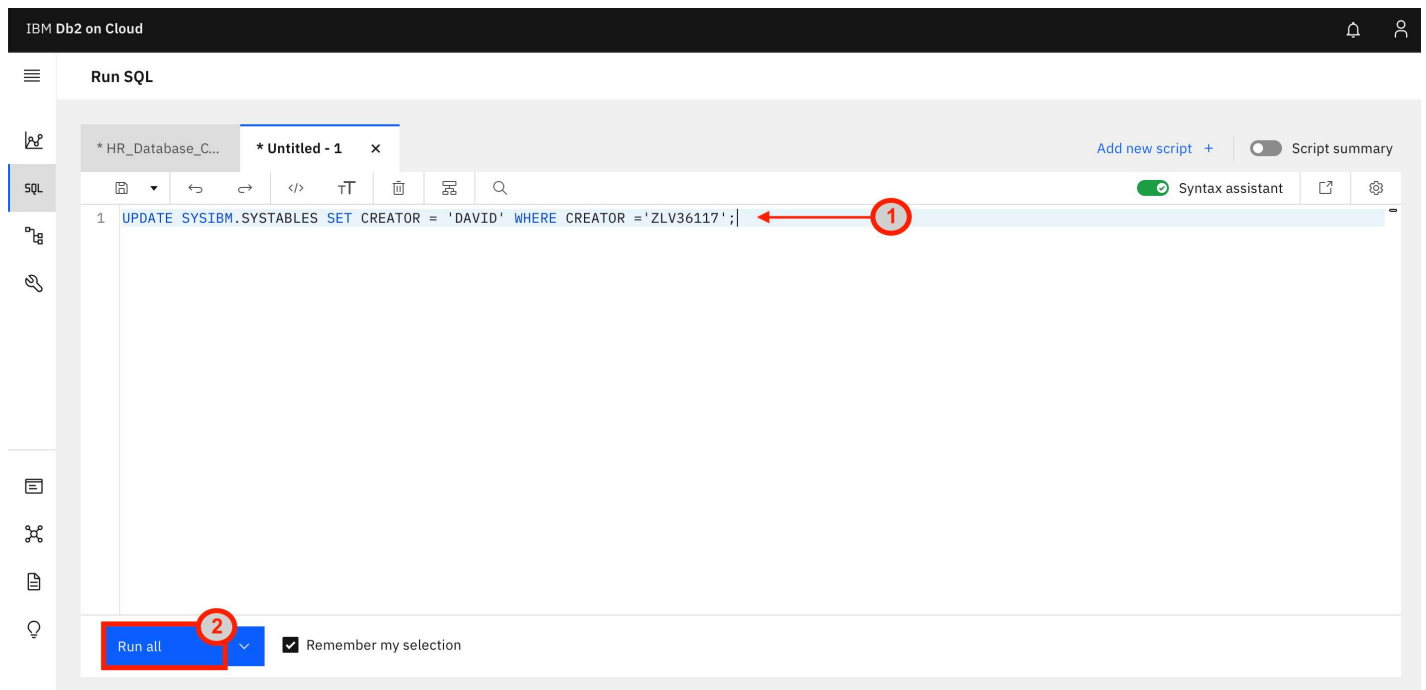 IBM Db2 on Cloud
Run SQL
* HR_Database_C...
* Untitled - 1 ×
Add new script +
Script summary
SQL
</>
TT
Syntax assistant
1 UPDATE SYSIBM.SYSTABLES SET CREATOR = 'DAVID' WHERE CREATOR ='ZLV36117';
1
2
Run all
Remember my selection